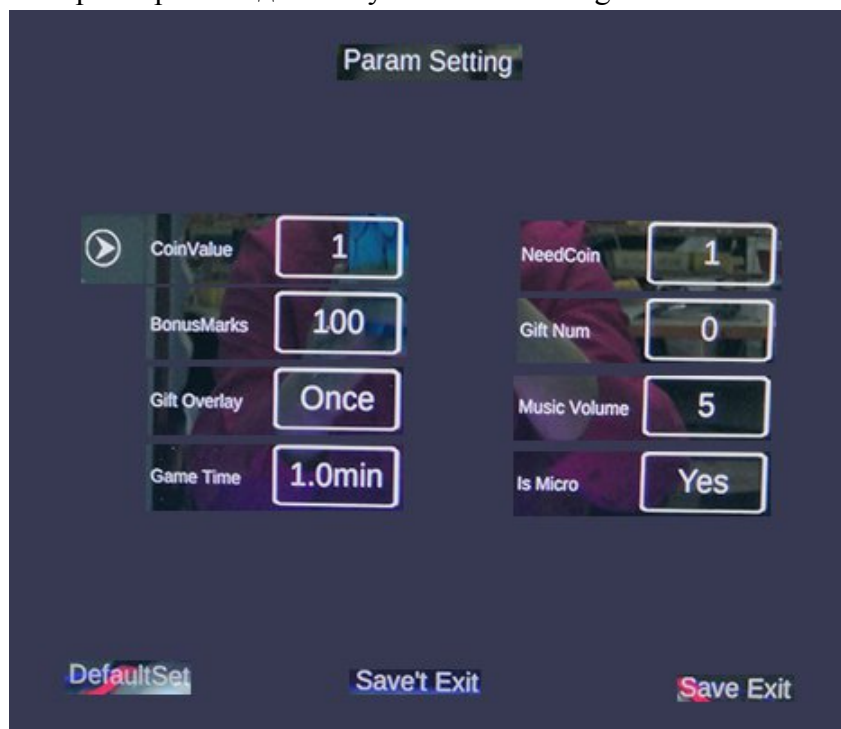 Param Setting
CoinValue 1 NeedCoin 1
BonusMarks 100 Gift Num 0
Gift Overlay Once Music Volume 5
Game Time 1.0min Is Micro Yes
DefaultSet Save't Exit Save Exit